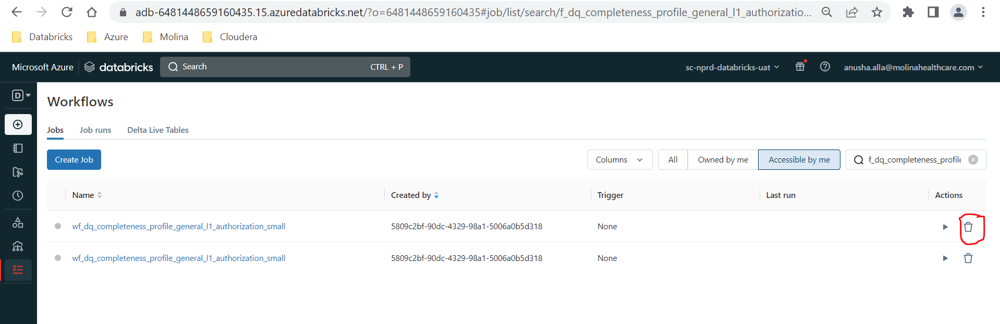 adb-6481448659160435.15.azuredatabricks.net/?o=6481448659160435#job/list/search/f_dq_completeness_profile_general_l1_authorizatio...
Databricks Azure Molina Cloudera
Microsoft Azure databricks Search CTRL + P sc-nprd-databricks-uat anusha.alla@molinahealthcare.com
D
Workflows
Jobs Job runs Delta Live Tables
Create Job Columns All Owned by me Accessible by me f_dq_completeness_profile
Name Created by Trigger Last run Actions
wf_dq_completeness_profile_general_l1_authorization_small 5809c2bf-90dc-4329-98a1-5006a0b5d318 None
wf_dq_completeness_profile_general_l1_authorization_small 5809c2bf-90dc-4329-98a1-5006a0b5d318 None